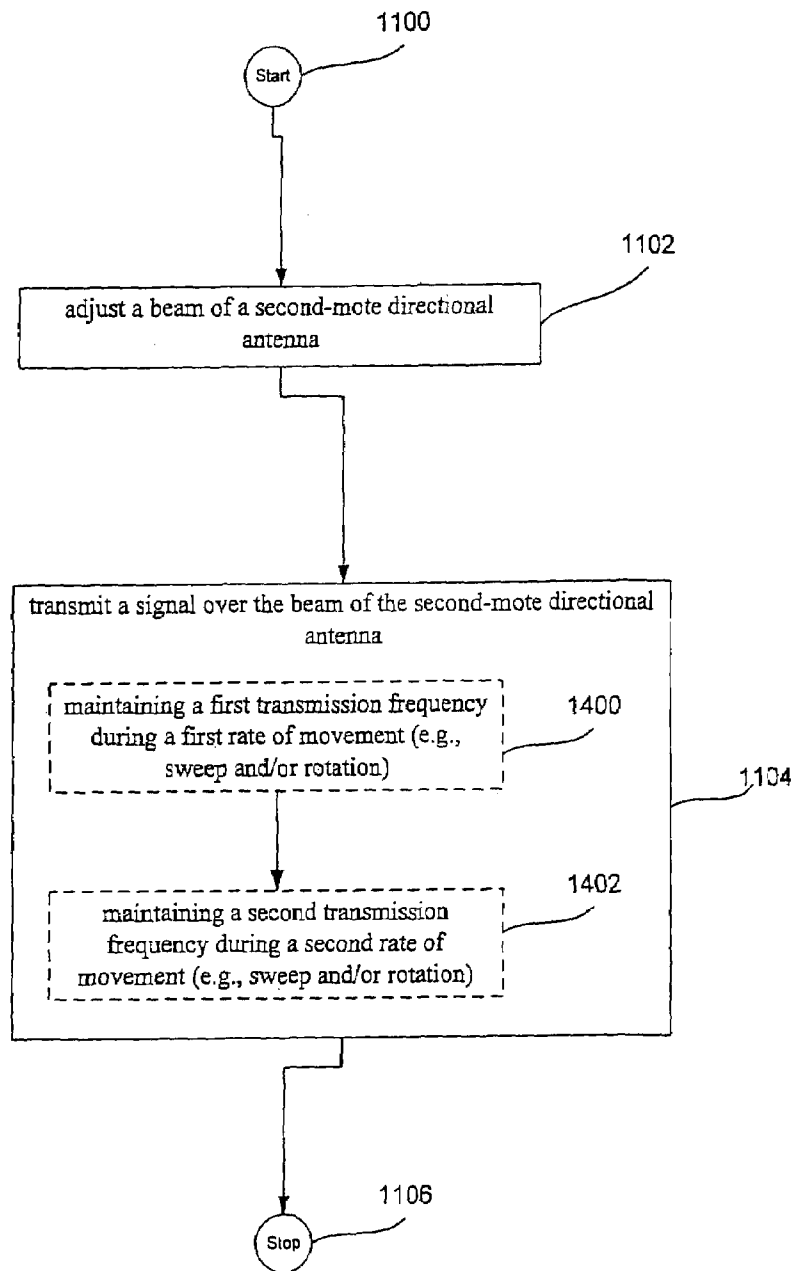 1100
Start
1102
adjust a beam of a second-mote directional
antenna
transmit a signal over the beam of the second-mote directional
antenna
maintaining a first transmission frequency
during a first rate of movement (e.g.,
sweep and/or rotation)
1400
1104
maintaining a second transmission
frequency during a second rate of
movement (e.g., sweep and/or rotation)
1402
1106
Stop